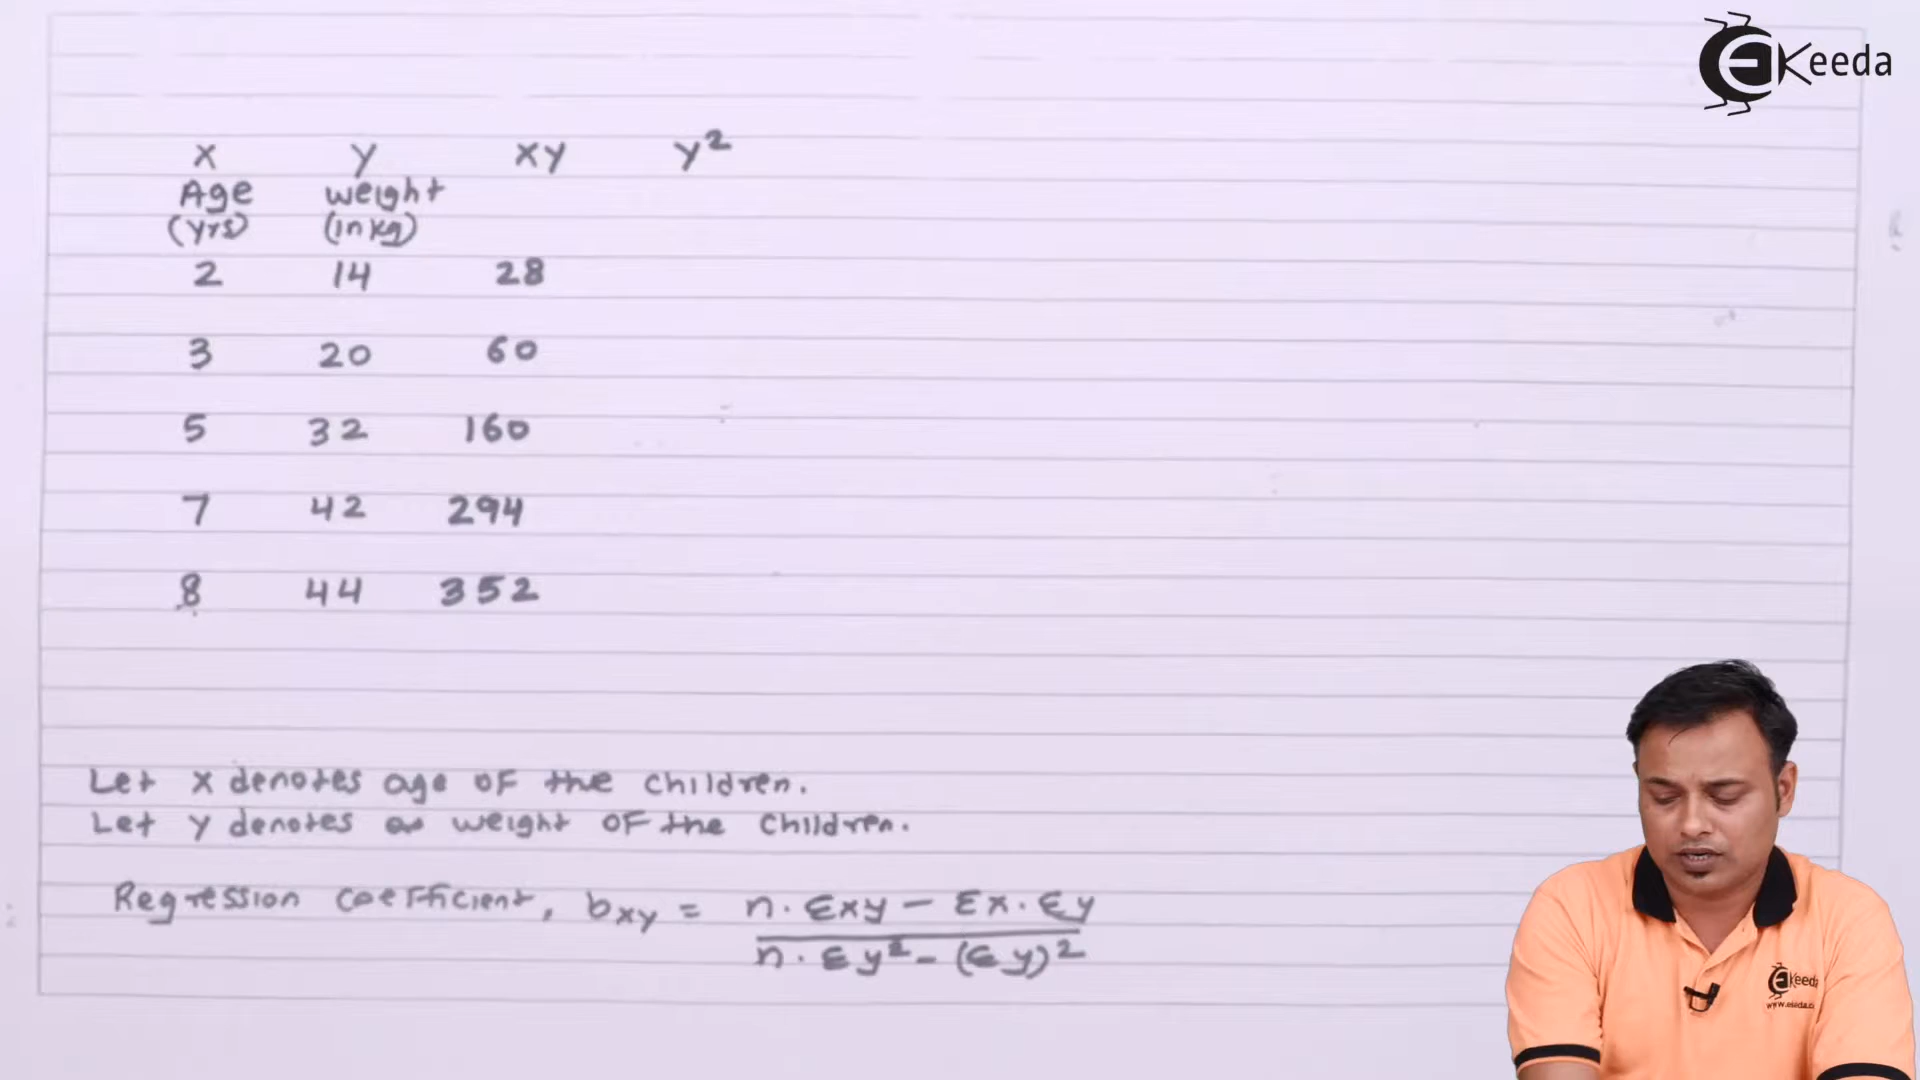 EKeeda
x y xy y²
Age weight
(yrs) (in kg)
2 14 28
3 20 60
5 32 160
7 42 294
8 44 352
Let x denotes age OF the children.
Let y denotes weight OF the children.
Regression coefficient, bxy = n. Σxy - Σx. Σy
n. Σy² - (Σy)²
EKeeda